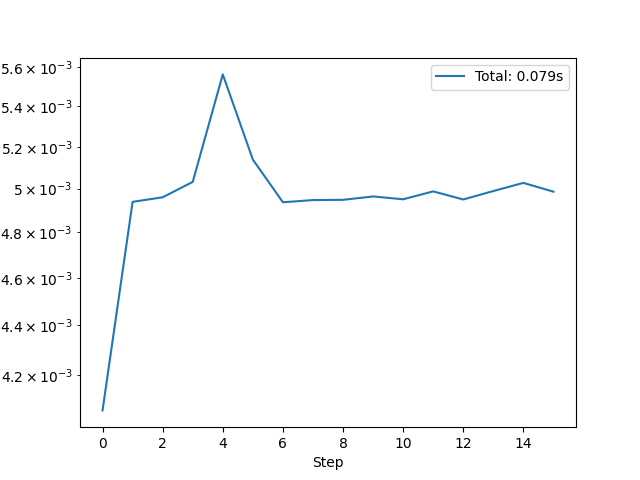 Total: 0.079s
5.6 × 10⁻³
5.4 × 10⁻³
5.2 × 10⁻³
5 × 10⁻³
4.8 × 10⁻³
4.6 × 10⁻³
4.4 × 10⁻³
4.2 × 10⁻³
0 2 4 6 8 10 12 14
Step